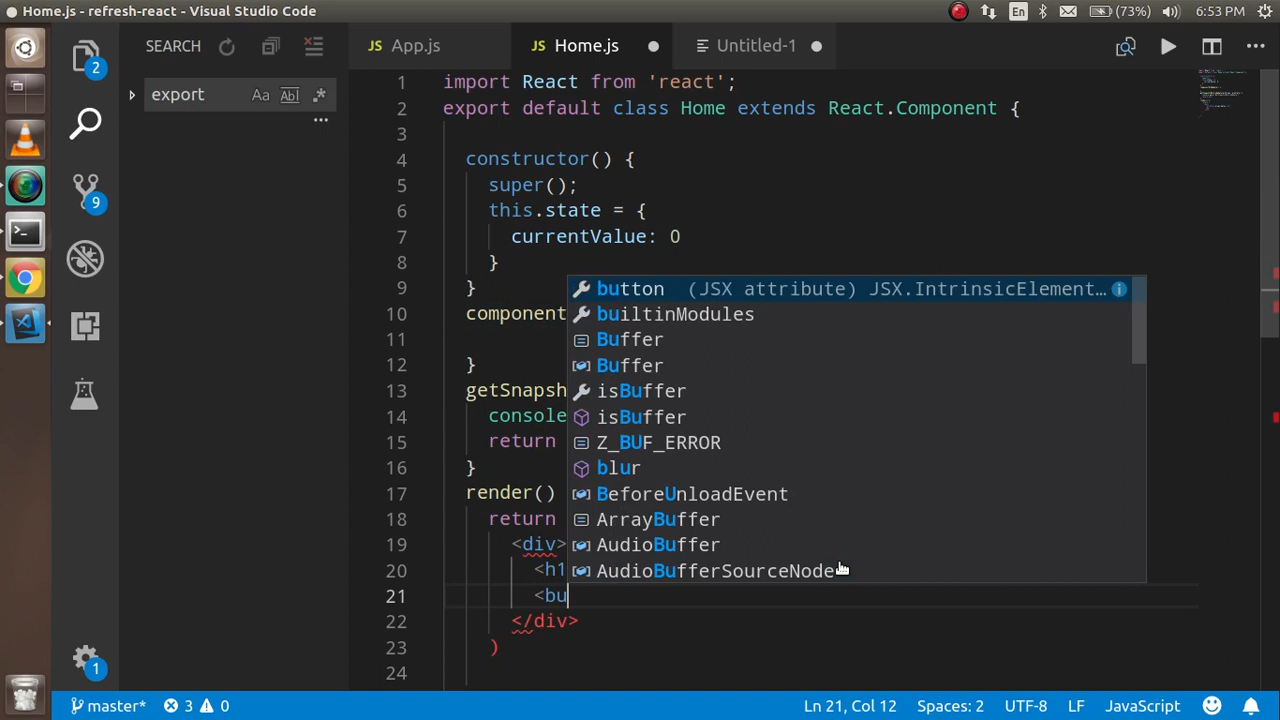 Home.js - refresh-react - Visual Studio Code
En
(73%)
6:53 PM
SEARCH
App.js
Home.js
Untitled-1
export
Aa
Abl
2
9
1
1 import React from 'react';
2 export default class Home extends React.Component {
3
4 constructor() {
5 super();
6 this.state = {
7 currentValue: 0
8 }
9 }
10 component
11
12 }
13 getSnapsh
14 console
15 return
16 }
17 render()
18 return
19 <div>
20 <h1
21 <bu
22 </div>
23 )
24
button (JSX attribute) JSX.IntrinsicElement…
builtinModules
Buffer
Buffer
isBuffer
isBuffer
Z_BUF_ERROR
blur
BeforeUnloadEvent
ArrayBuffer
AudioBuffer
AudioBufferSourceNode
master*
3
0
Ln 21, Col 12
Spaces: 2
UTF-8
LF
JavaScript